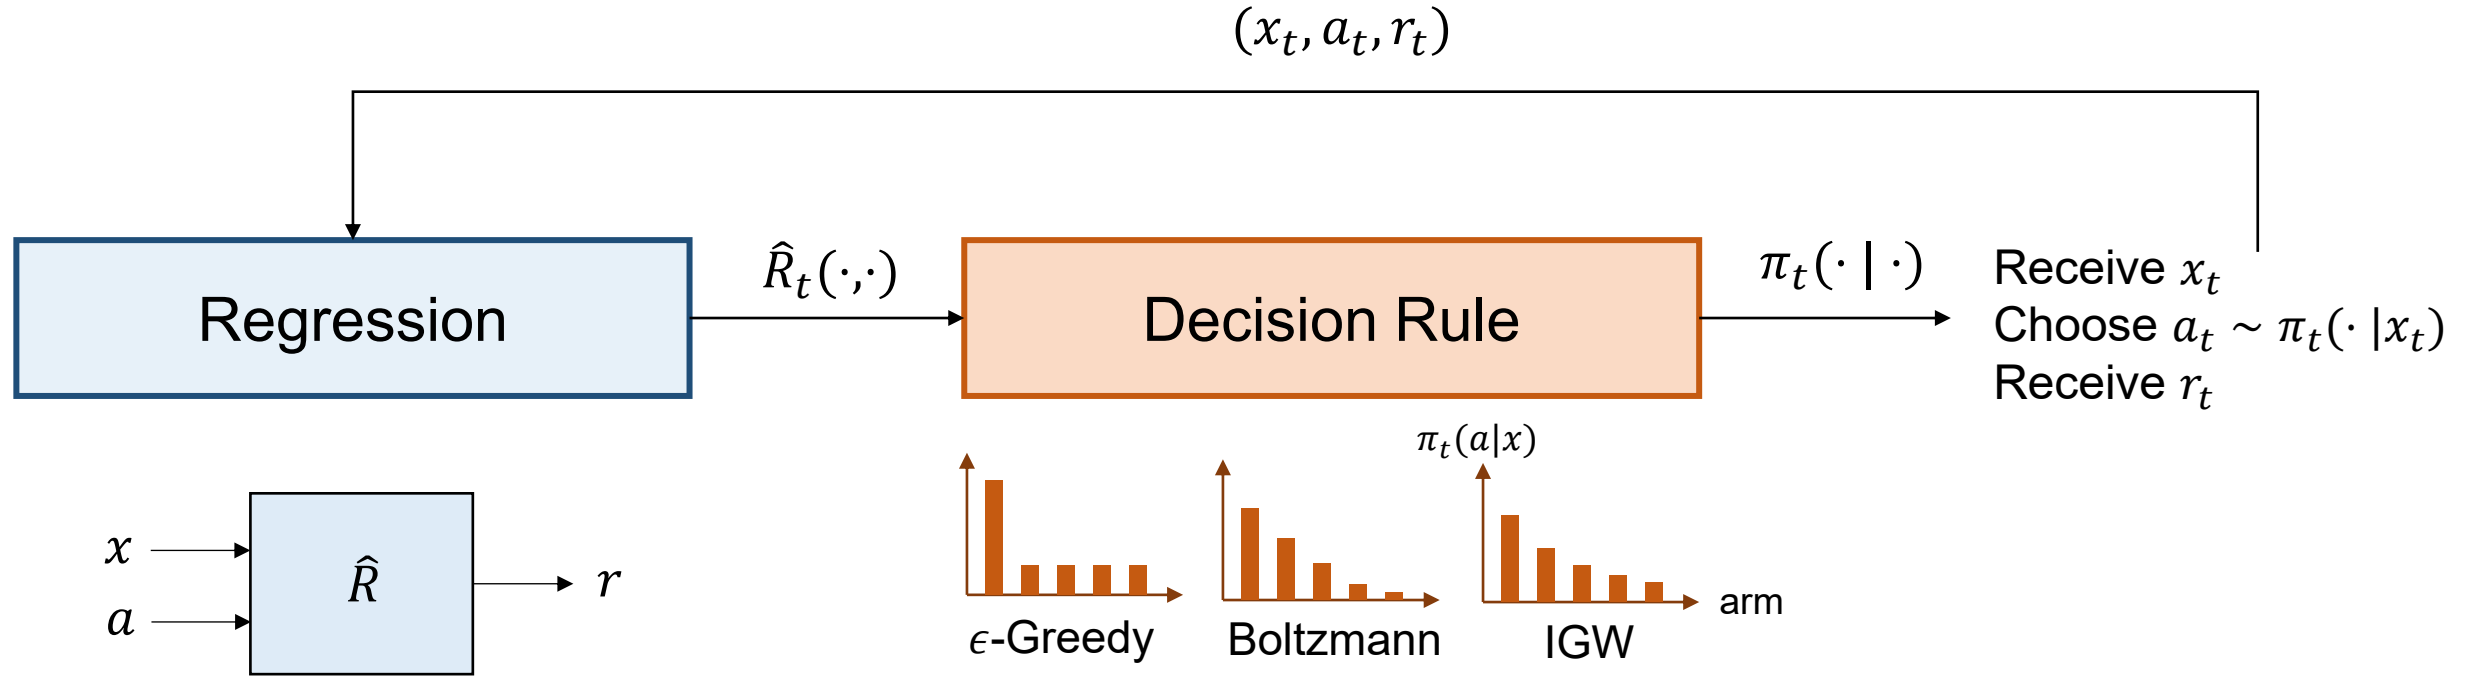 (x_t, a_t, r_t)
Regression
R̂_t(·,·)
Decision Rule
π_t(· | ·)
Receive x_t
Choose a_t ~ π_t(· |x_t)
Receive r_t
x
a
R̂
r
π_t(a|x)
arm
ϵ-Greedy
Boltzmann
IGW